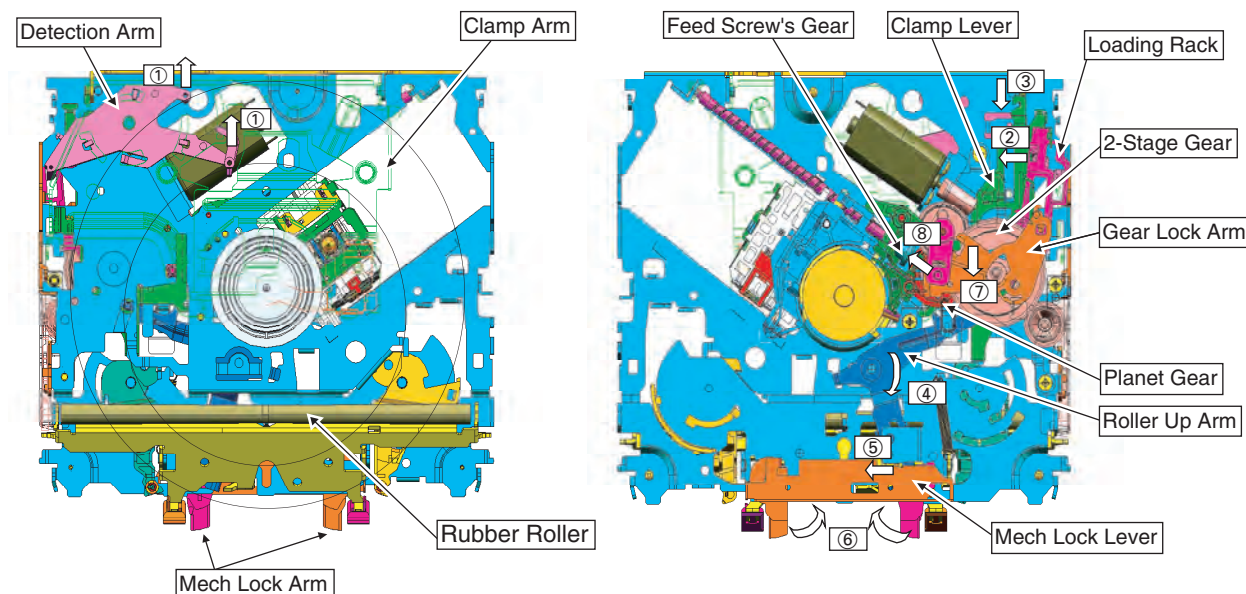 Detection Arm
Clamp Arm
①
①
Rubber Roller
Mech Lock Arm
Feed Screw's Gear
Clamp Lever
Loading Rack
③
②
2-Stage Gear
Gear Lock Arm
⑧
⑦
Planet Gear
④
Roller Up Arm
⑤
Mech Lock Lever
⑥